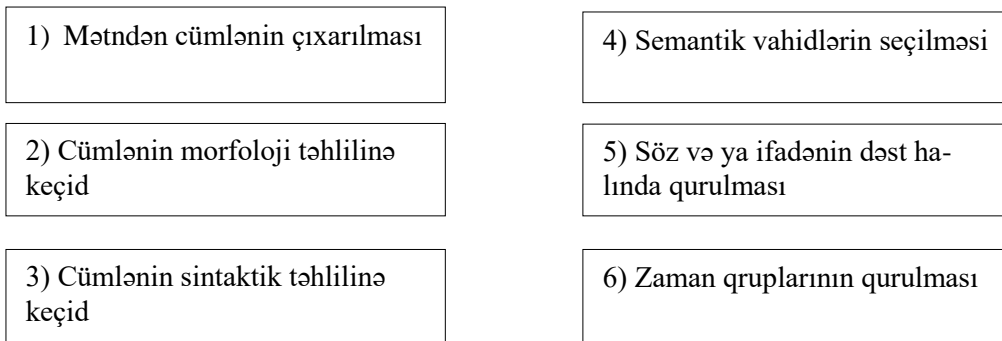 1) Mətndən cümlənin çıxarılması
2) Cümlənin morfoloji təhlilinə
keçid
3) Cümlənin sintaktik təhlilinə
keçid
4) Semantik vahidlərin seçilməsi
5) Söz və ya ifadənin dəst ha-
lında qurulması
6) Zaman qruplarının qurulması